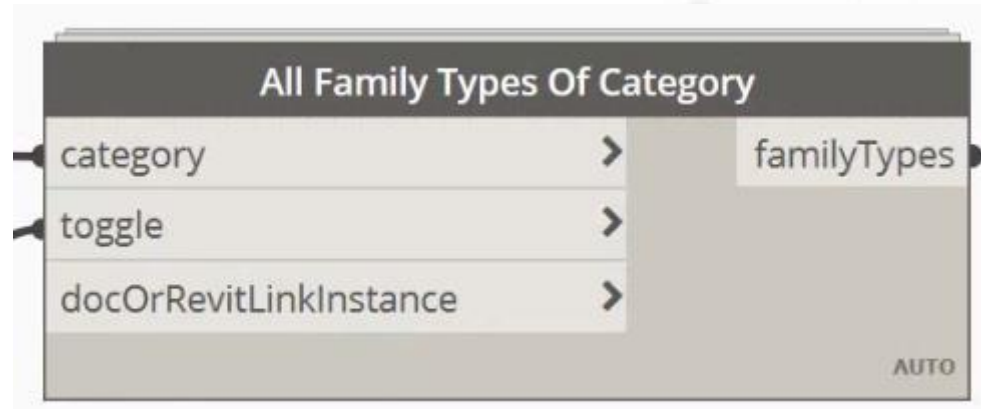 All Family Types Of Category
category
familyTypes
toggle
docOrRevitLinkInstance
AUTO